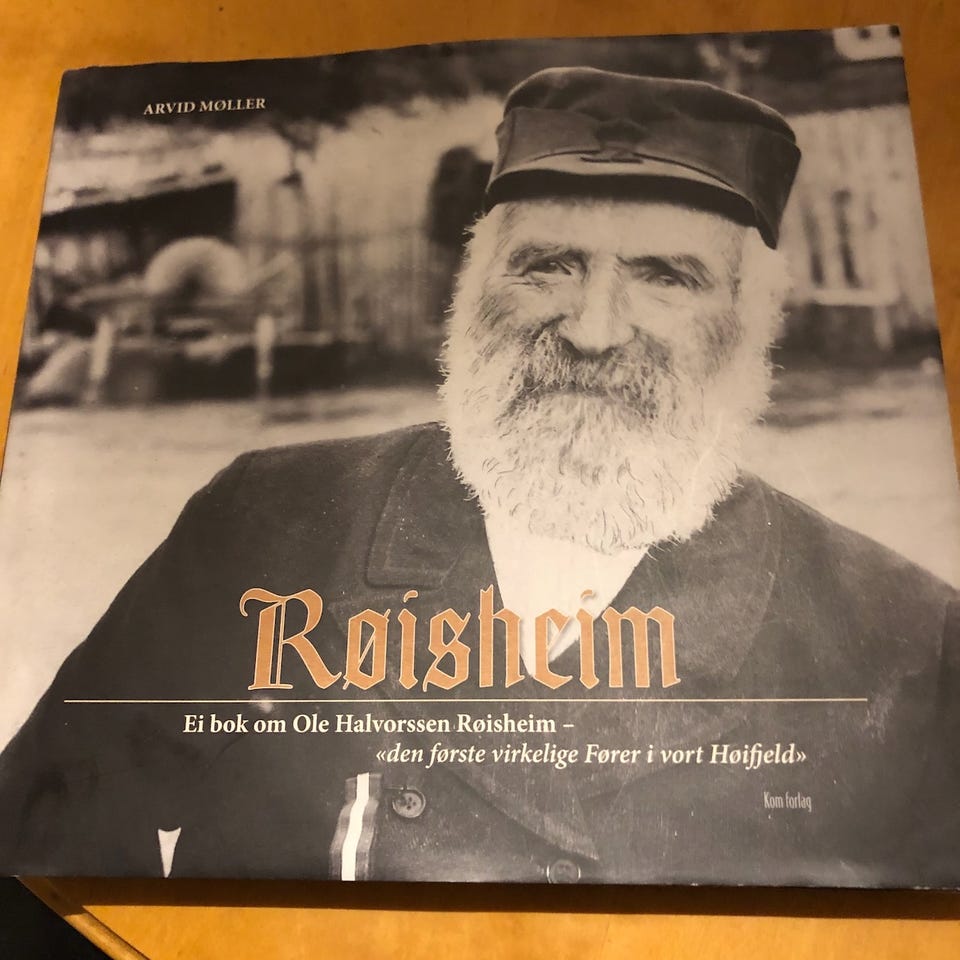 ARVID MØLLER
Røisheim
Ei bok om Ole Halvorssen Røisheim –
«den første virkelige Fører i vort Høifjeld»
Kom forlag